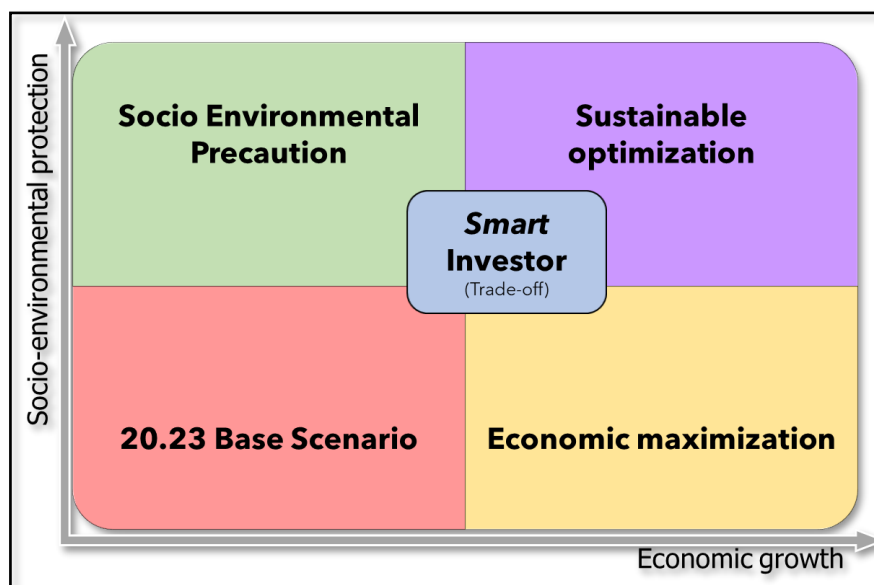 Socio-environmental protection
Socio Environmental
Precaution
Sustainable
optimization
Smart
Investor
(Trade-off)
20.23 Base Scenario
Economic maximization
Economic growth